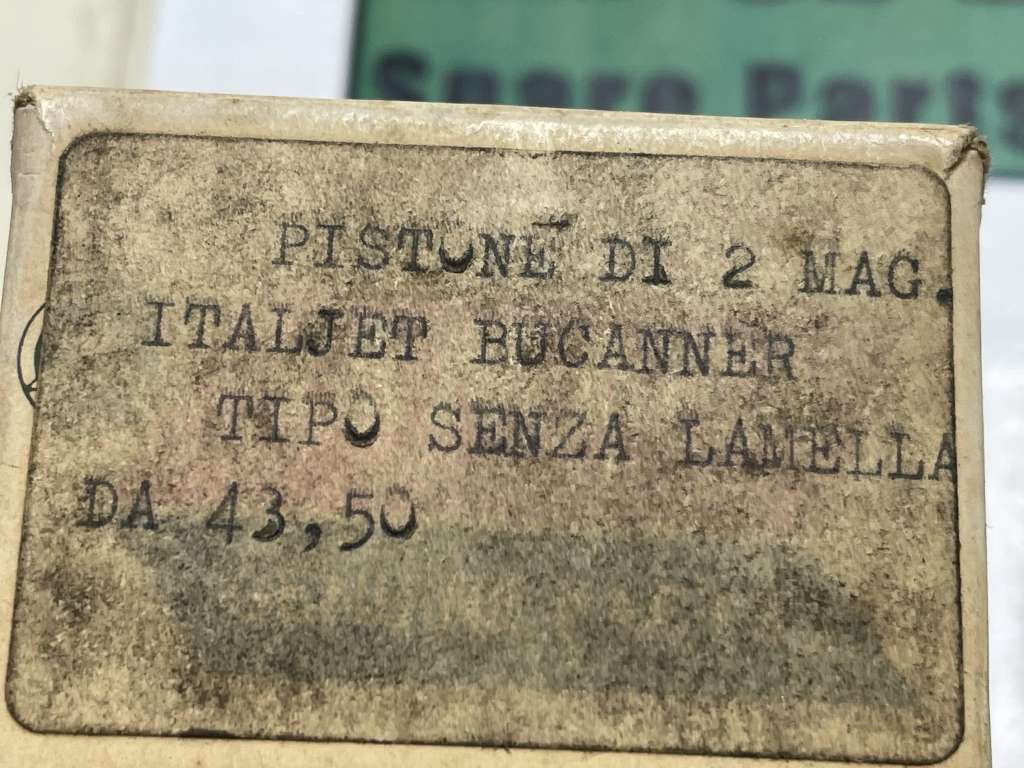 Spare Parts
PISTONE DI 2 MAG.
ITALJET BUCANNER
TIPO SENZA LAMELLA
DA 43,50